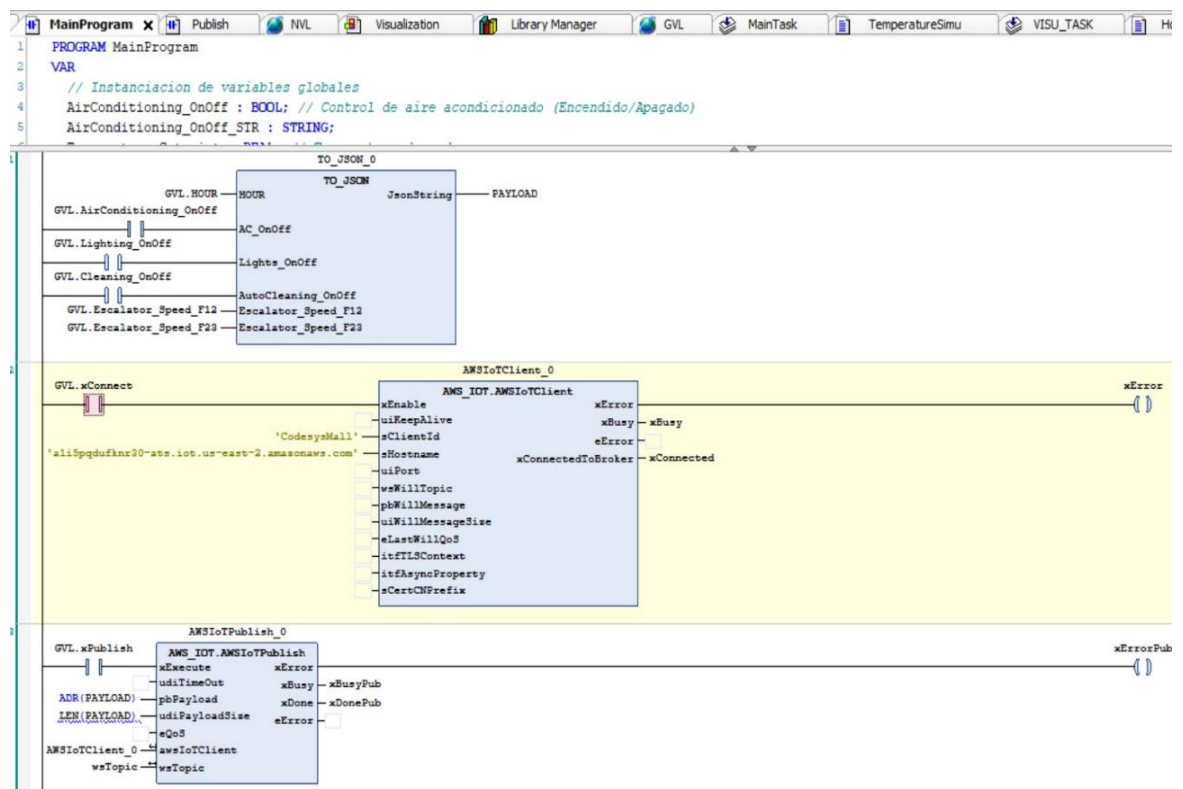 MainProgram X Publish NVL Visualization Library Manager GVL MainTask TemperatureSimu VISU_TASK
1 PROGRAM MainProgram
2 VAR
3 // Instanciacion de variables globales
4 AirConditioning_OnOff : BOOL; // Control de aire acondicionado (Encendido/Apagado)
5 AirConditioning_OnOff_STR : STRING;
TO_JSON_0
TO_JSON
GVL.HOUR HOUR JsonString PAYLOAD
GVL.AirConditioning_OnOff
AC_OnOff
GVL.Lighting_OnOff
Lights_OnOff
GVL.Cleaning_OnOff
AutoCleaning_OnOff
GVL.Escalator_Speed_F12 Escalator_Speed_F12
GVL.Escalator_Speed_F23 Escalator_Speed_F23
AWSIoTClient_0
GVL.xConnect AWS_IOT.AWSIoTClient xError
xEnable xError
uiKeepAlive xBusy xBusy
'CodesysMall' sClientId eError
'a1i5pqdufknr30-ats.iot.us-east-2.amazonaws.com' sHostname xConnectedToBroker xConnected
uiPort
wsWillTopic
pbWillMessage
uiWillMessageSize
eLastWillQoS
itfTLSContext
itfAsyncProperty
sCertCNPrefix
AWSIoTPublish_0
GVL.xPublish AWS_IOT.AWSIoTPublish xErrorPub
xExecute xError
udiTimeOut xBusy xBusyPub
ADR(PAYLOAD) pbPayload xDone xDonePub
LEN(PAYLOAD) udiPayloadSize eError
eQoS
AWSIoTClient_0 awsIoTClient
wsTopic wsTopic